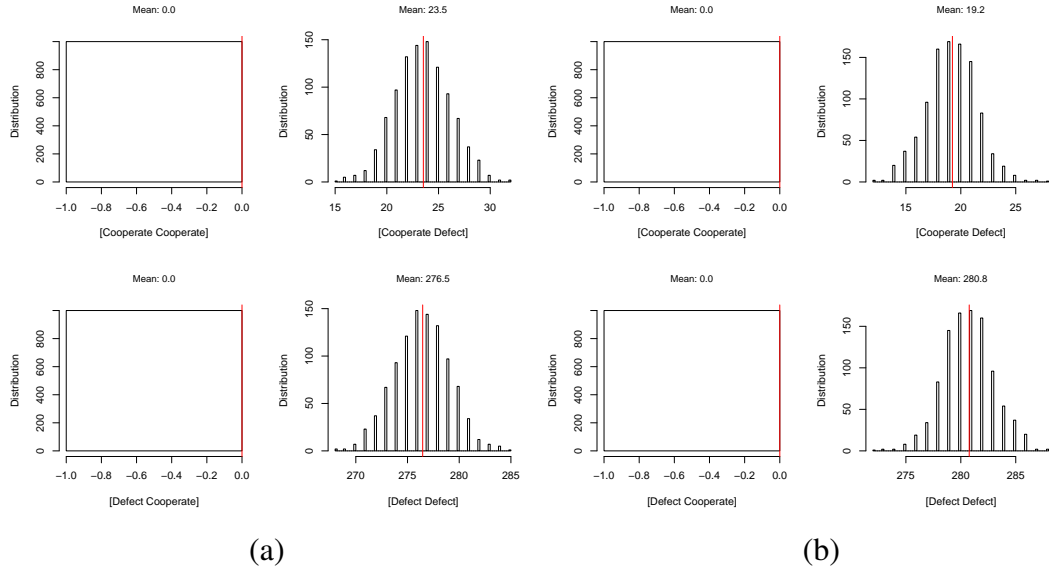 Mean: 0.0
Distribution
0 200 400 600 800
−1.0 −0.8 −0.6 −0.4 −0.2 0.0
[Cooperate Cooperate]
Mean: 23.5
Distribution
0 50 100 150
15 20 25 30
[Cooperate Defect]
Mean: 0.0
Distribution
0 200 400 600 800
−1.0 −0.8 −0.6 −0.4 −0.2 0.0
[Cooperate Cooperate]
Mean: 19.2
Distribution
0 50 100 150
15 20 25
[Cooperate Defect]
Mean: 0.0
Distribution
0 200 400 600 800
−1.0 −0.8 −0.6 −0.4 −0.2 0.0
[Defect Cooperate]
Mean: 276.5
Distribution
0 50 100 150
270 275 280 285
[Defect Defect]
Mean: 0.0
Distribution
0 200 400 600 800
−1.0 −0.8 −0.6 −0.4 −0.2 0.0
[Defect Cooperate]
Mean: 280.8
Distribution
0 50 100 150
275 280 285
[Defect Defect]
(a)
(b)